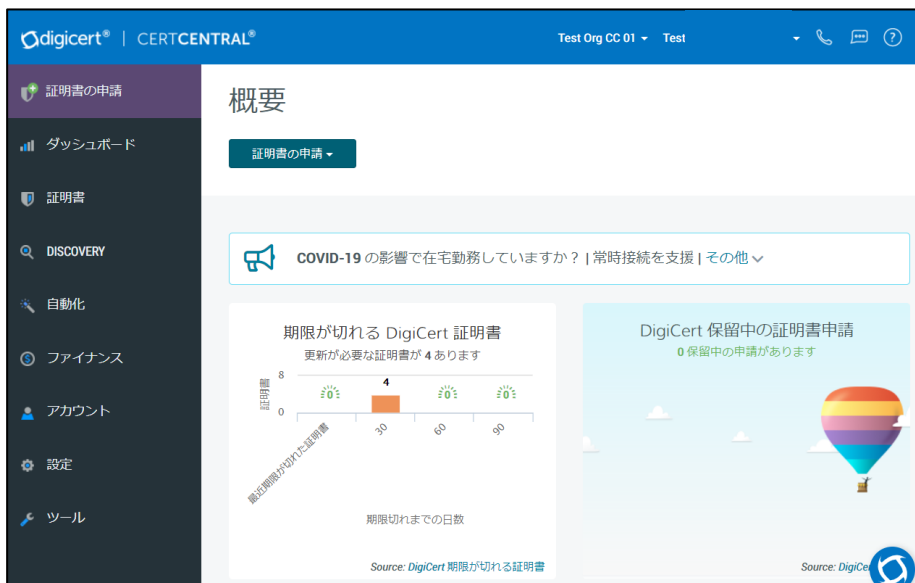 digicert® | CERTCENTRAL®
Test Org CC 01 Test
証明書の申請
ダッシュボード
証明書
DISCOVERY
自動化
ファイナンス
アカウント
設定
ツール
概要
証明書の申請
COVID-19 の影響で在宅勤務していますか？ | 常時接続を支援 | その他
期限が切れる DigiCert 証明書
更新が必要な証明書が 4 あります
証明書
8
0
0
4
0
0
最近期限が切れた証明書
30
60
90
期限切れまでの日数
Source: DigiCert 期限が切れる証明書
DigiCert 保留中の証明書申請
0 保留中の申請があります
Source: DigiCe